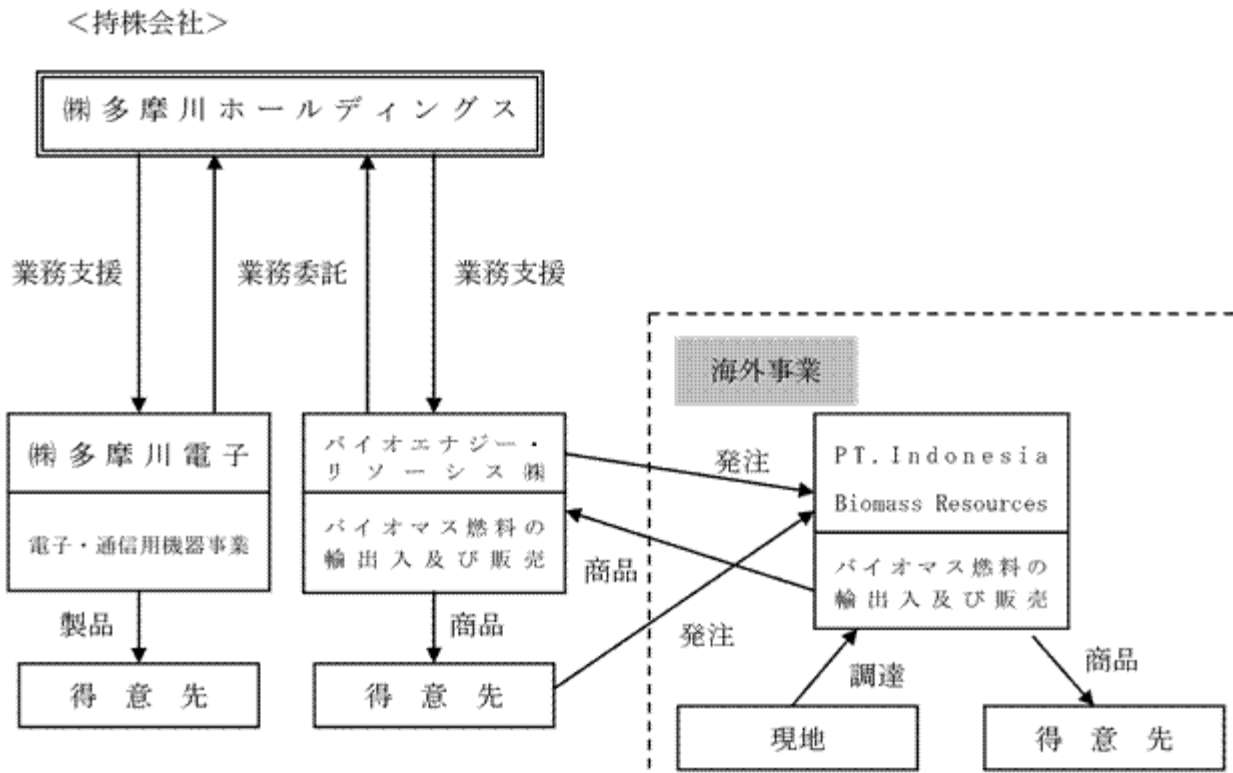 ＜持株会社＞
㈱多摩川ホールディングス
業務支援
業務委託
業務支援
海外事業
㈱多摩川電子
電子・通信用機器事業
バイオエナジー・
リソーシス㈱
バイオマス燃料の
輸出入及び販売
発注
PT.Indonesia
Biomass Resources
バイオマス燃料の
輸出入及び販売
商品
製品
商品
発注
調達
商品
得意先
得意先
現地
得意先